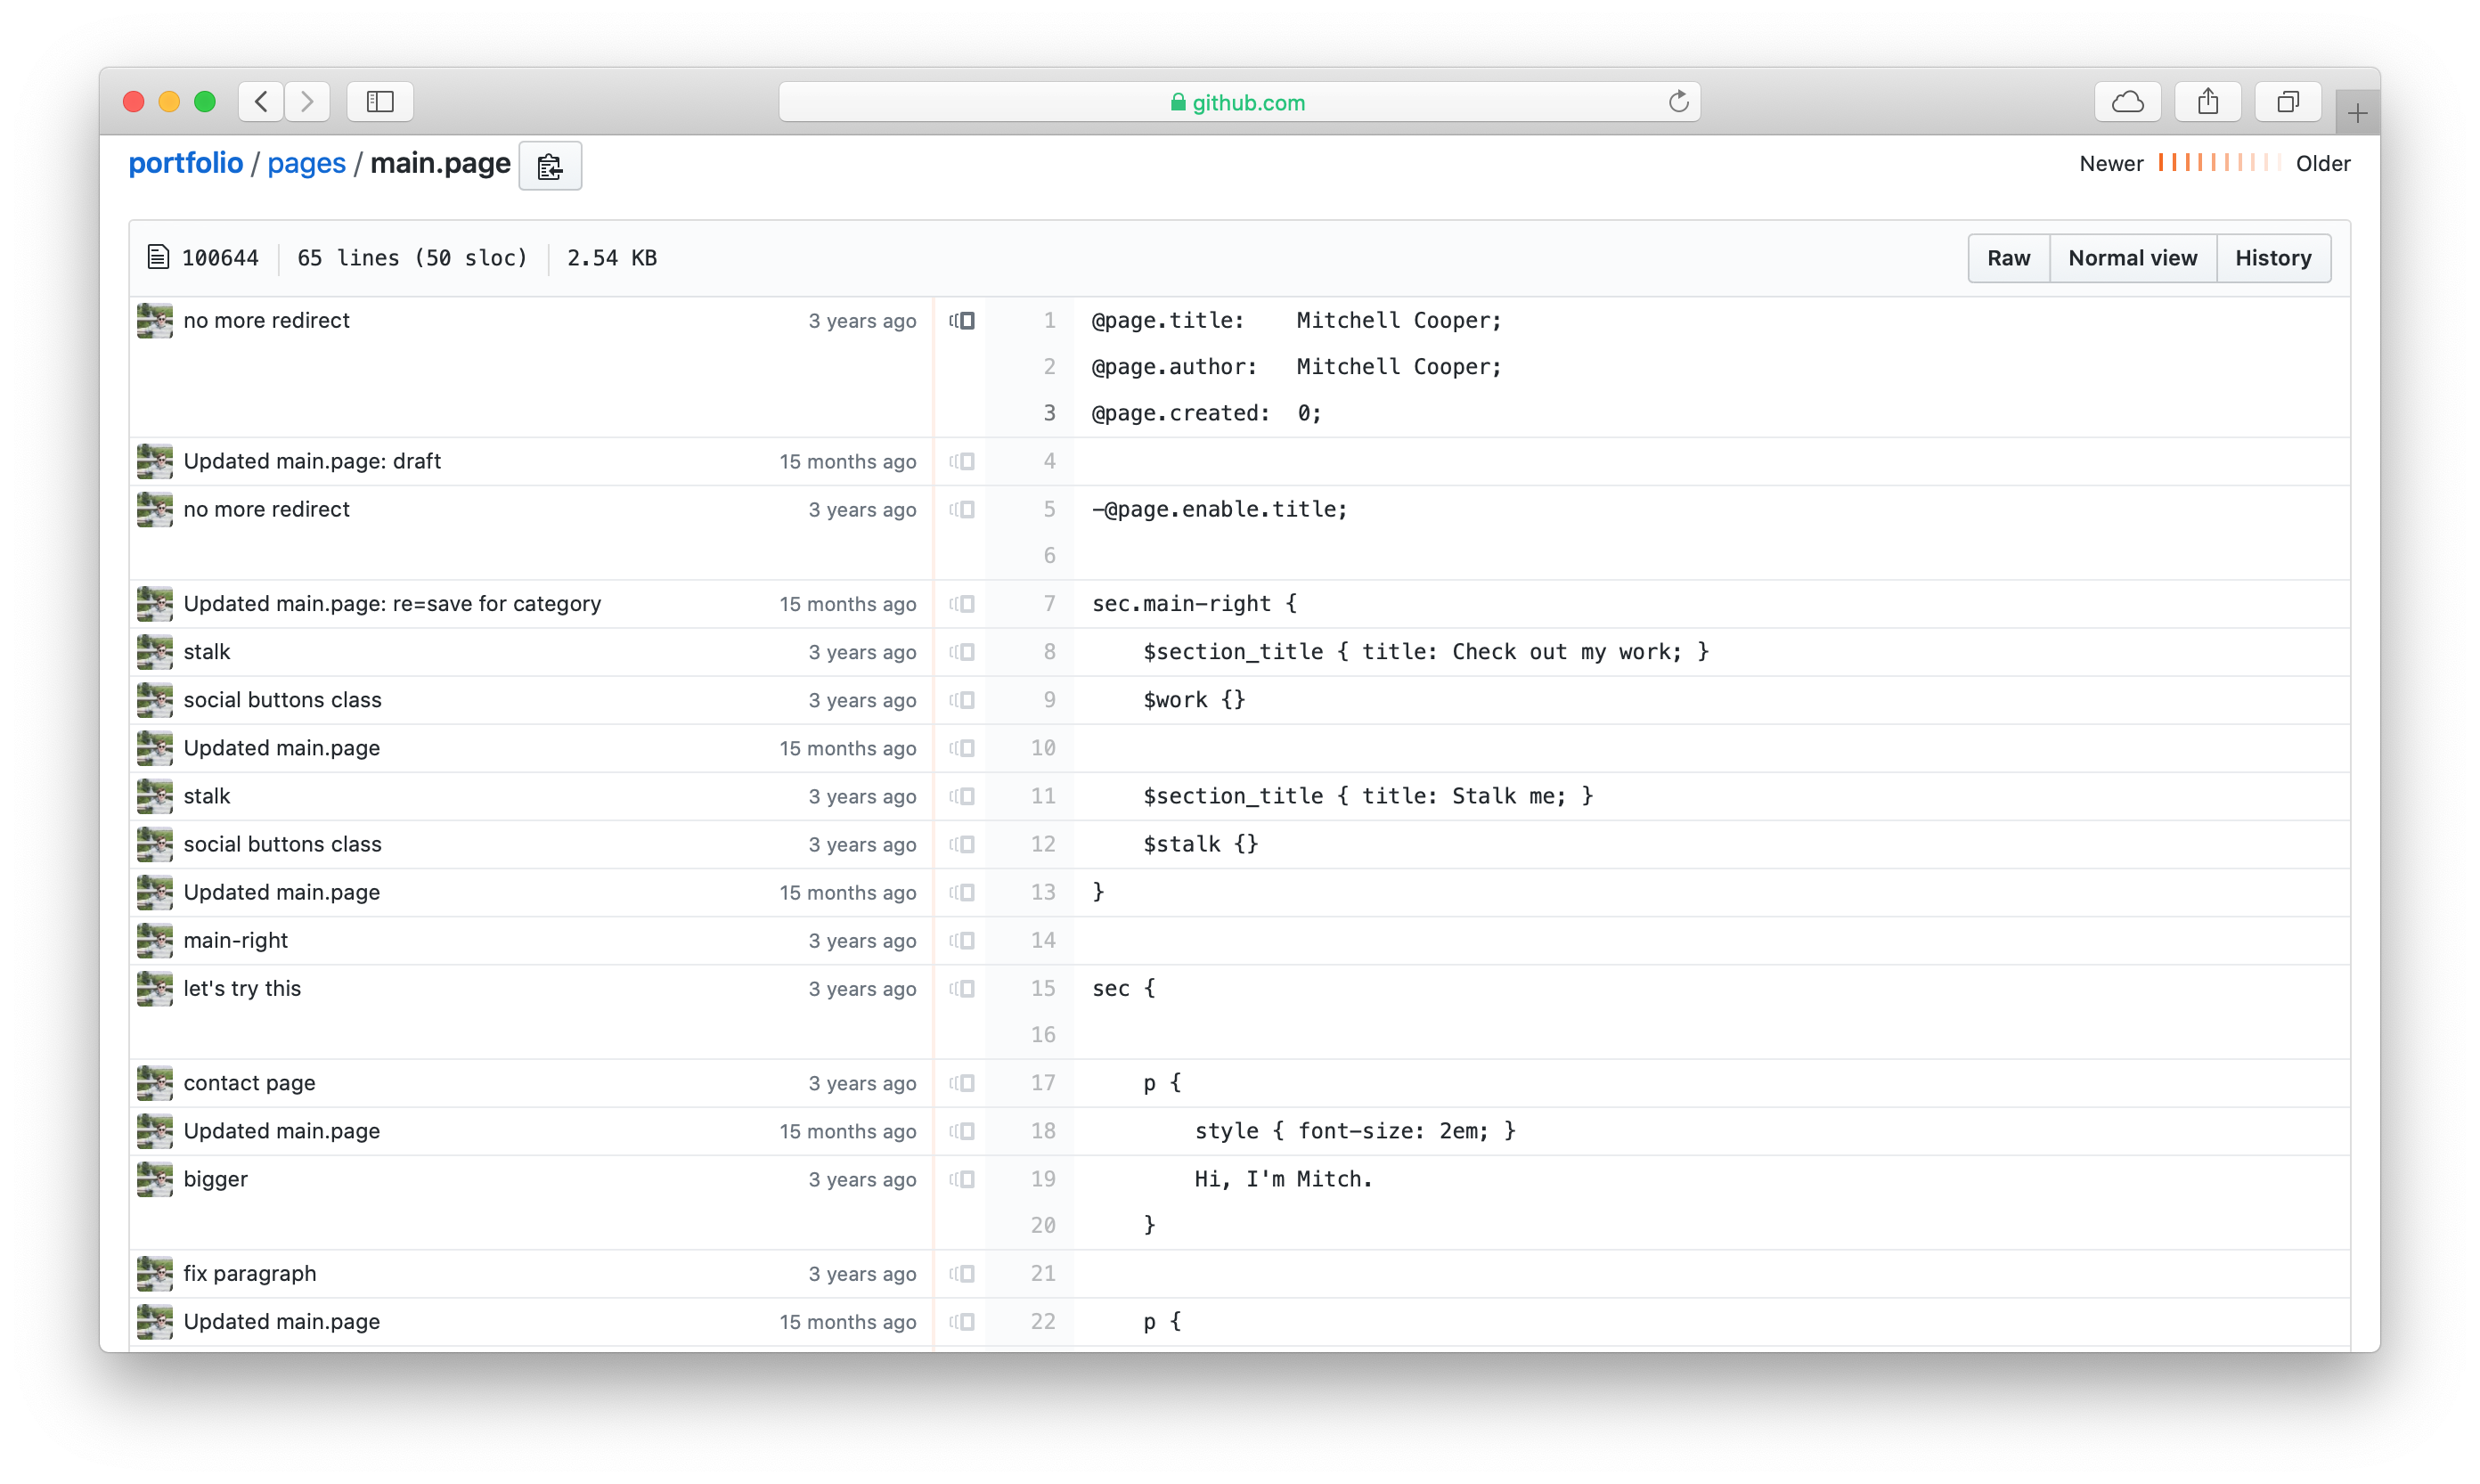 github.com
portfolio / pages / main.page
Newer Older
100644 65 lines (50 sloc) 2.54 KB Raw Normal view History
no more redirect 3 years ago 1 @page.title: Mitchell Cooper;
2 @page.author: Mitchell Cooper;
3 @page.created: 0;
Updated main.page: draft 15 months ago 4
no more redirect 3 years ago 5 -@page.enable.title;
6
Updated main.page: re=save for category 15 months ago 7 sec.main-right {
stalk 3 years ago 8 $section_title { title: Check out my work; }
social buttons class 3 years ago 9 $work {}
Updated main.page 15 months ago 10
stalk 3 years ago 11 $section_title { title: Stalk me; }
social buttons class 3 years ago 12 $stalk {}
Updated main.page 15 months ago 13 }
main-right 3 years ago 14
let's try this 3 years ago 15 sec {
16
contact page 3 years ago 17 p {
Updated main.page 15 months ago 18 style { font-size: 2em; }
bigger 3 years ago 19 Hi, I'm Mitch.
20 }
fix paragraph 3 years ago 21
Updated main.page 15 months ago 22 p {